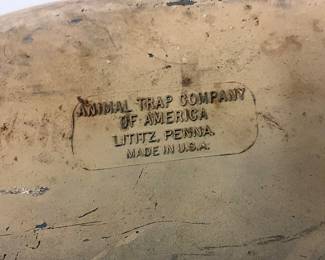 ANIMAL TRAP COMPANY
OF AMERICA
LITITZ, PENNA.
MADE IN U.S.A.